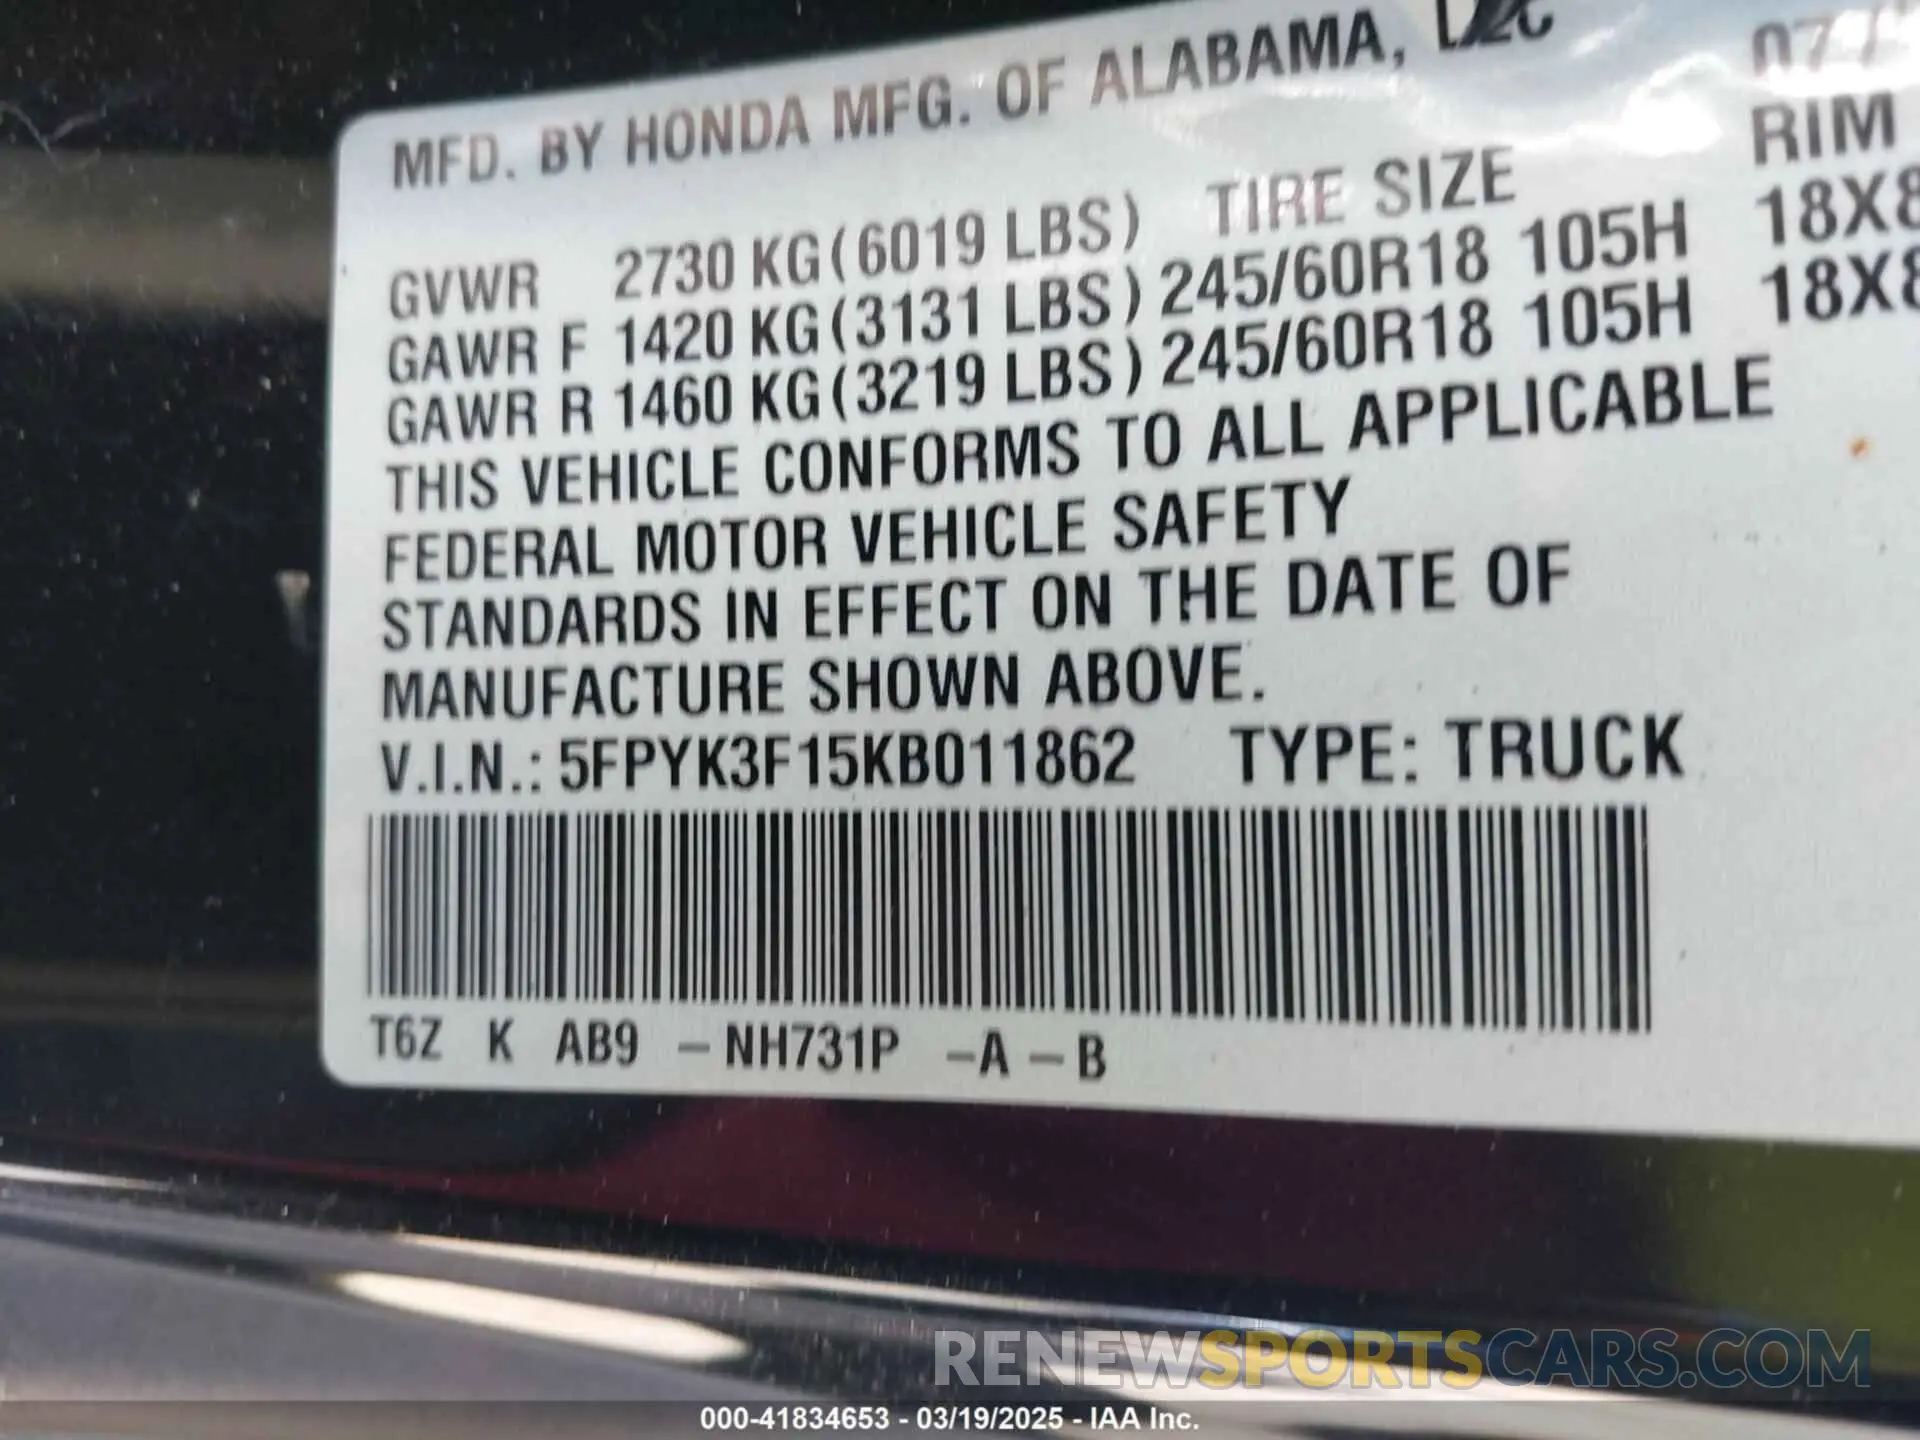 MFD. BY HONDA MFG. OF ALABAMA, LLC 07/
TIRE SIZE RIM
GVWR 2730 KG(6019 LBS)
GAWR F 1420 KG(3131 LBS) 245/60R18 105H 18X8
GAWR R 1460 KG(3219 LBS) 245/60R18 105H 18X8
THIS VEHICLE CONFORMS TO ALL APPLICABLE
FEDERAL MOTOR VEHICLE SAFETY
STANDARDS IN EFFECT ON THE DATE OF
MANUFACTURE SHOWN ABOVE.
V.I.N.: 5FPYK3F15KB011862 TYPE: TRUCK
T6Z K AB9 - NH731P -A - B
RENEWSPORTSCARS.COM
000-41834653 - 03/19/2025 - IAA Inc.